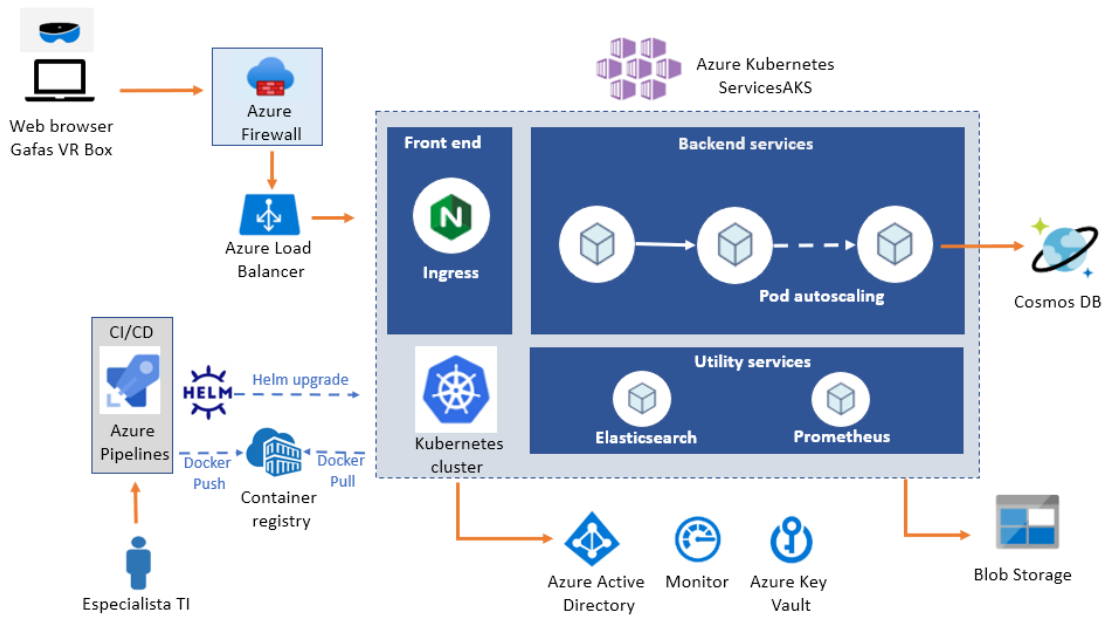 Azure Kubernetes
ServicesAKS
Web browser
Gafas VR Box
Azure
Firewall
Azure Load
Balancer
Front end
N
Ingress
Backend services
Pod autoscaling
Cosmos DB
Utility services
Elasticsearch
Prometheus
Kubernetes
cluster
CI/CD
Azure
Pipelines
HELM
Helm upgrade
Docker
Push
Container
registry
Docker
Pull
Especialista TI
Azure Active
Directory
Monitor
Azure Key
Vault
Blob Storage